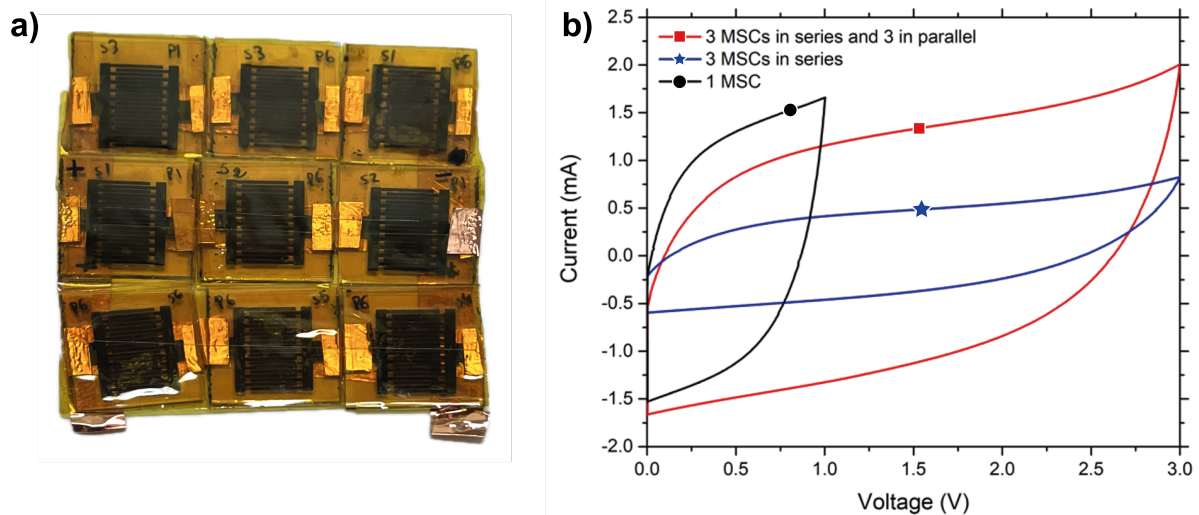 a)
S3 P1
S3 P6
S1 P6
+ S1 P1
S2 P6
S2 P1
P6 S6
P6 S5
P6 S4
b)
3 MSCs in series and 3 in parallel
3 MSCs in series
1 MSC
2.5
2.0
1.5
1.0
0.5
0.0
-0.5
-1.0
-1.5
-2.0
Current (mA)
0.0 0.5 1.0 1.5 2.0 2.5 3.0
Voltage (V)